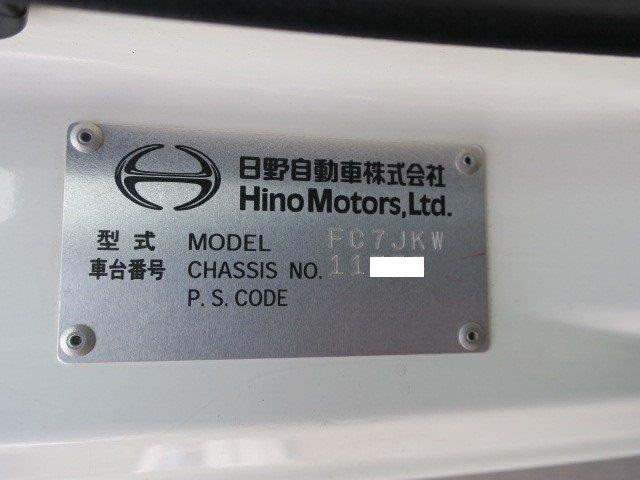 日野自動車株式会社
Hino Motors, Ltd.
型式 MODEL FC7JKW
車台番号 CHASSIS NO. 11
P. S. CODE